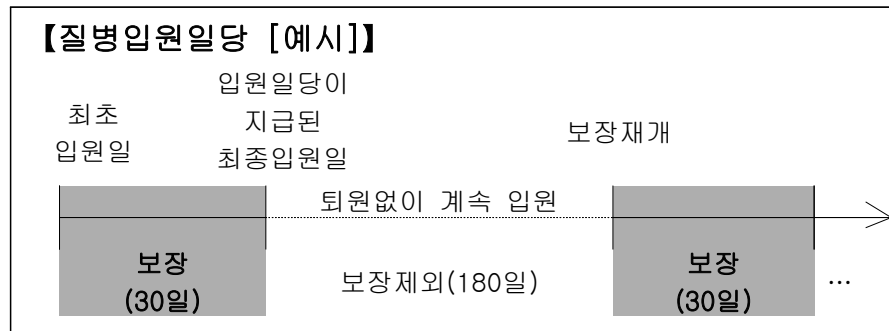 【질병입원일당 [예시]】
최초
입원일
입원일당이
지급된
최종입원일
보장재개
퇴원없이 계속 입원
보장
(30일)
보장제외(180일)
보장
(30일)
…